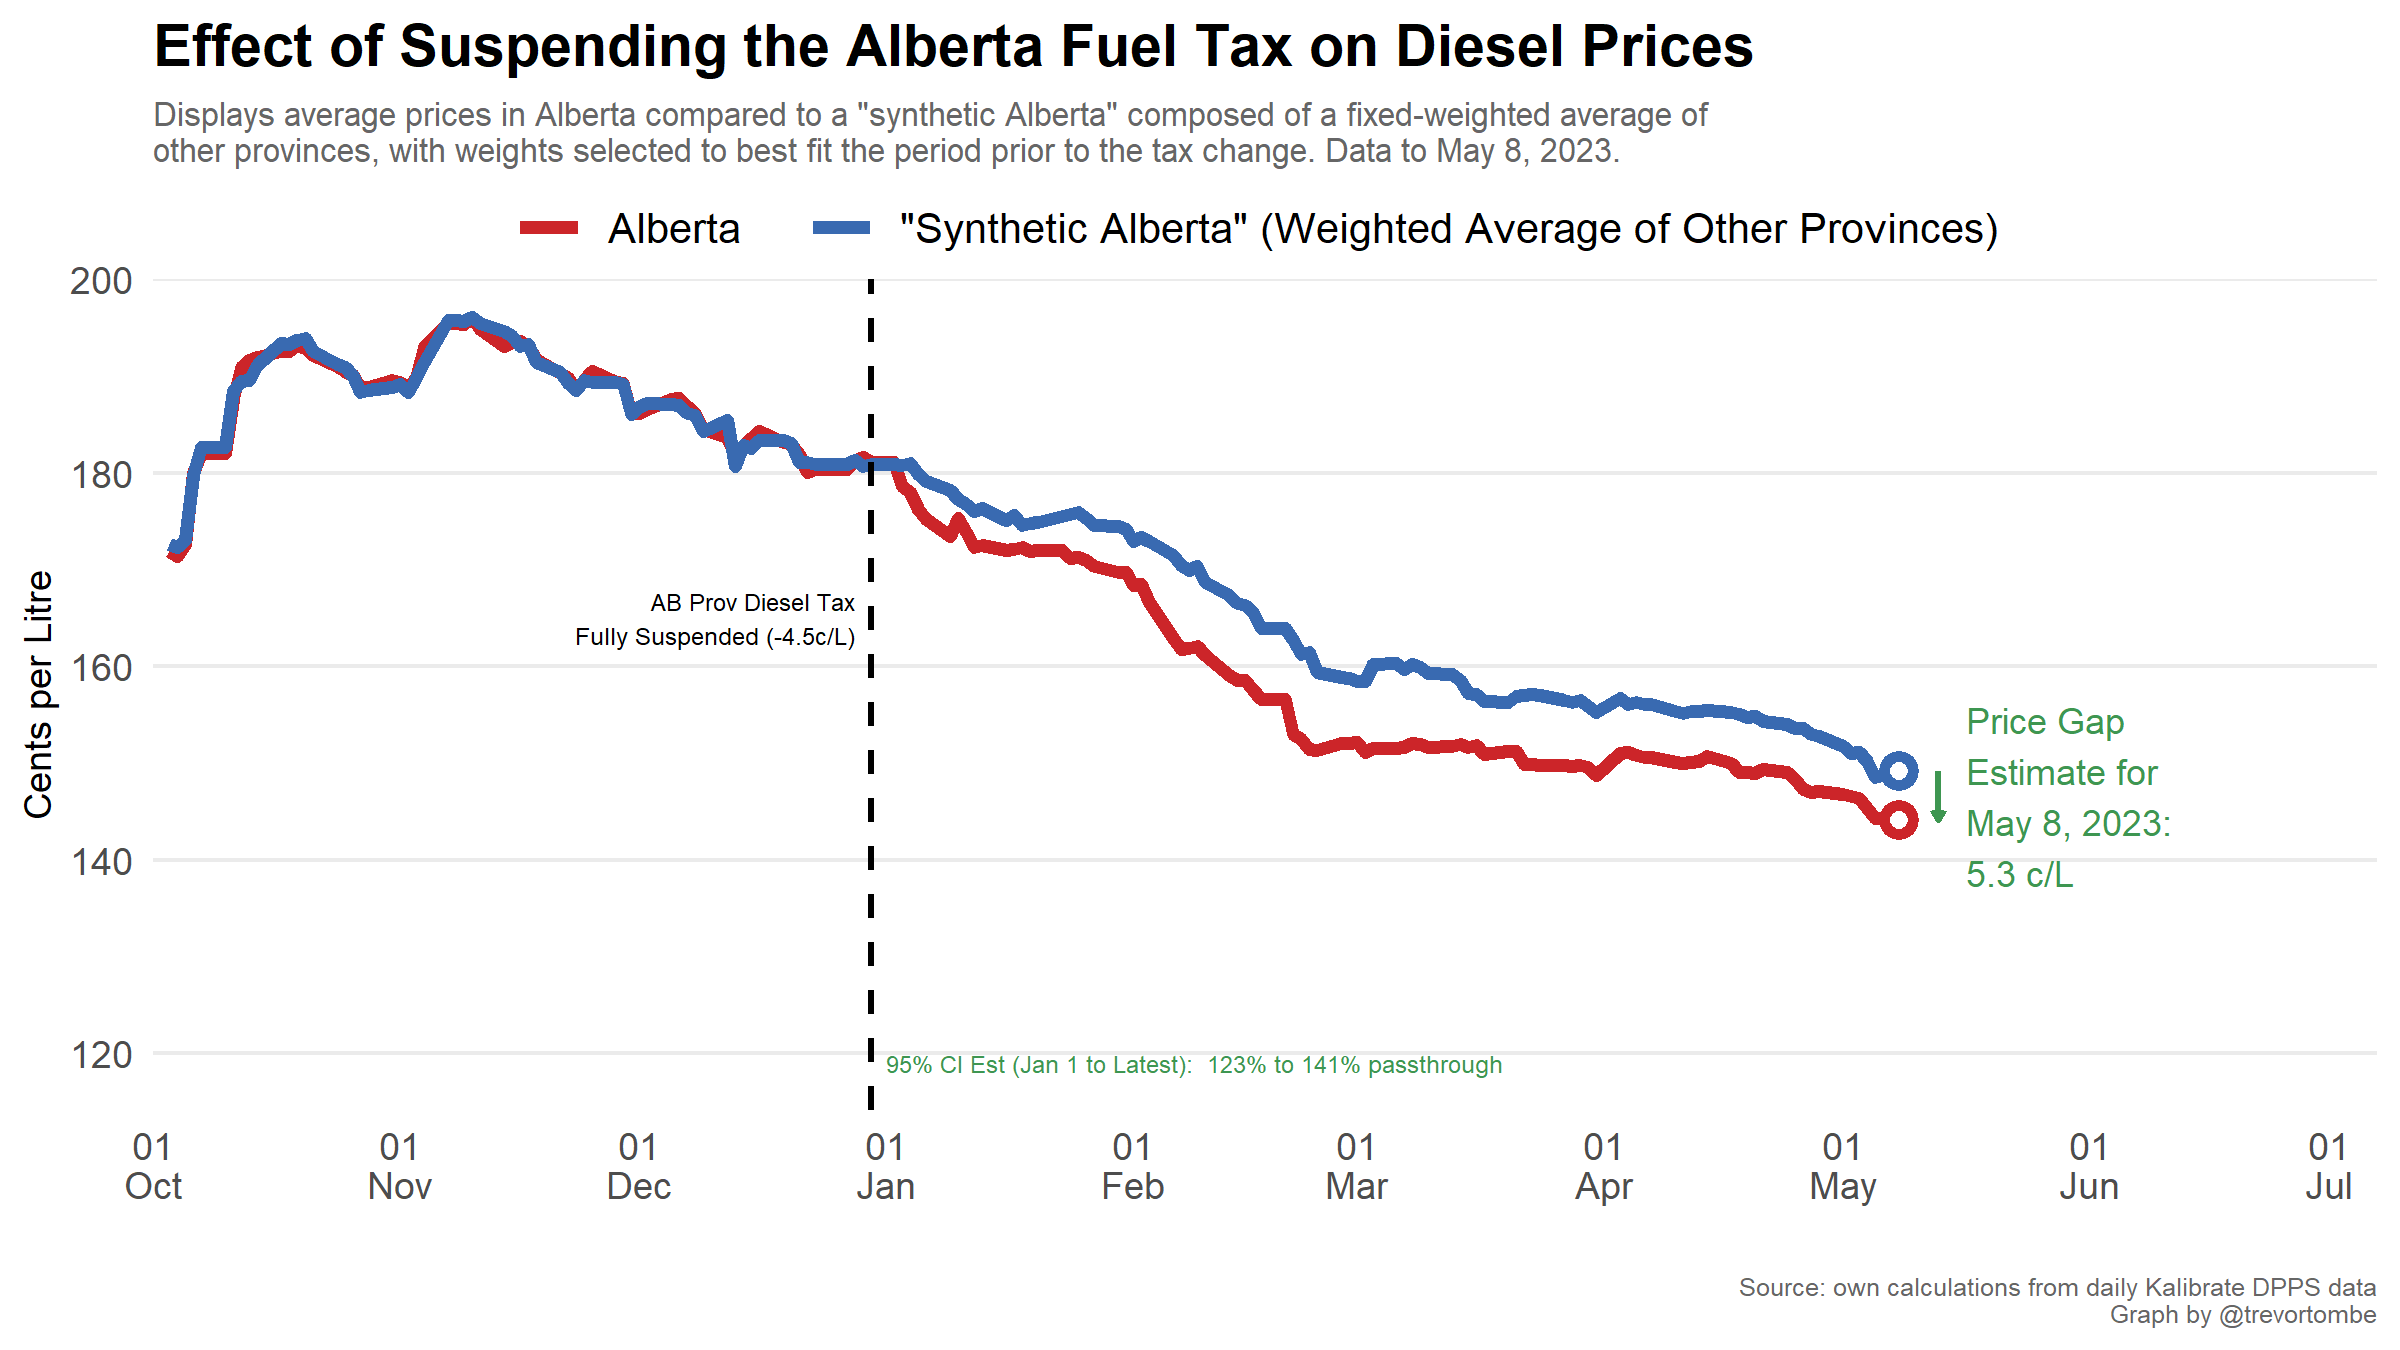 Effect of Suspending the Alberta Fuel Tax on Diesel Prices
Displays average prices in Alberta compared to a "synthetic Alberta" composed of a fixed-weighted average of
other provinces, with weights selected to best fit the period prior to the tax change. Data to May 8, 2023.
Alberta
"Synthetic Alberta" (Weighted Average of Other Provinces)
Cents per Litre
200
180
160
140
120
AB Prov Diesel Tax
Fully Suspended (-4.5c/L)
Price Gap
Estimate for
May 8, 2023:
5.3 c/L
95% CI Est (Jan 1 to Latest):  123% to 141% passthrough
01 01 01 01 01 01 01 01 01 01
Oct Nov Dec Jan Feb Mar Apr May Jun Jul
Source: own calculations from daily Kalibrate DPPS data
Graph by @trevortombe